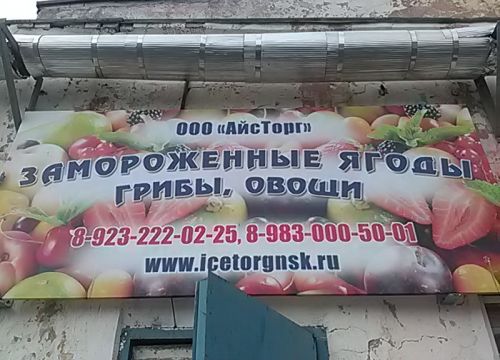 ООО «АйсТорг»
ЗАМОРОЖЕННЫЕ ЯГОДЫ
ГРИБЫ, ОВОЩИ
8-923-222-02-25, 8-983-000-50-01
www.icetorgnsk.ru